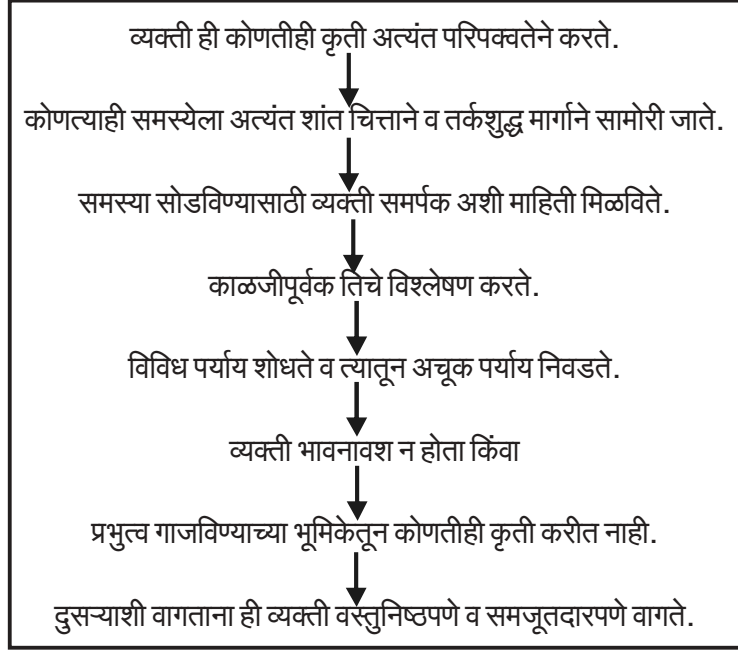 व्यक्ती ही कोणतीही कृती अत्यंत परिपक्वतेने करते.
कोणत्याही समस्येला अत्यंत शांत चित्ताने व तर्कशुद्ध मार्गाने सामोरी जाते.
समस्या सोडविण्यासाठी व्यक्ती समर्पक अशी माहिती मिळविते.
काळजीपूर्वक तिचे विश्लेषण करते.
विविध पर्याय शोधते व त्यातून अचूक पर्याय निवडते.
व्यक्ती भावनावश न होता किंवा
प्रभुत्व गाजविण्याच्या भूमिकेतून कोणतीही कृती करीत नाही.
दुसऱ्याशी वागताना ही व्यक्ती वस्तुनिष्ठपणे व समजूतदारपणे वागते.